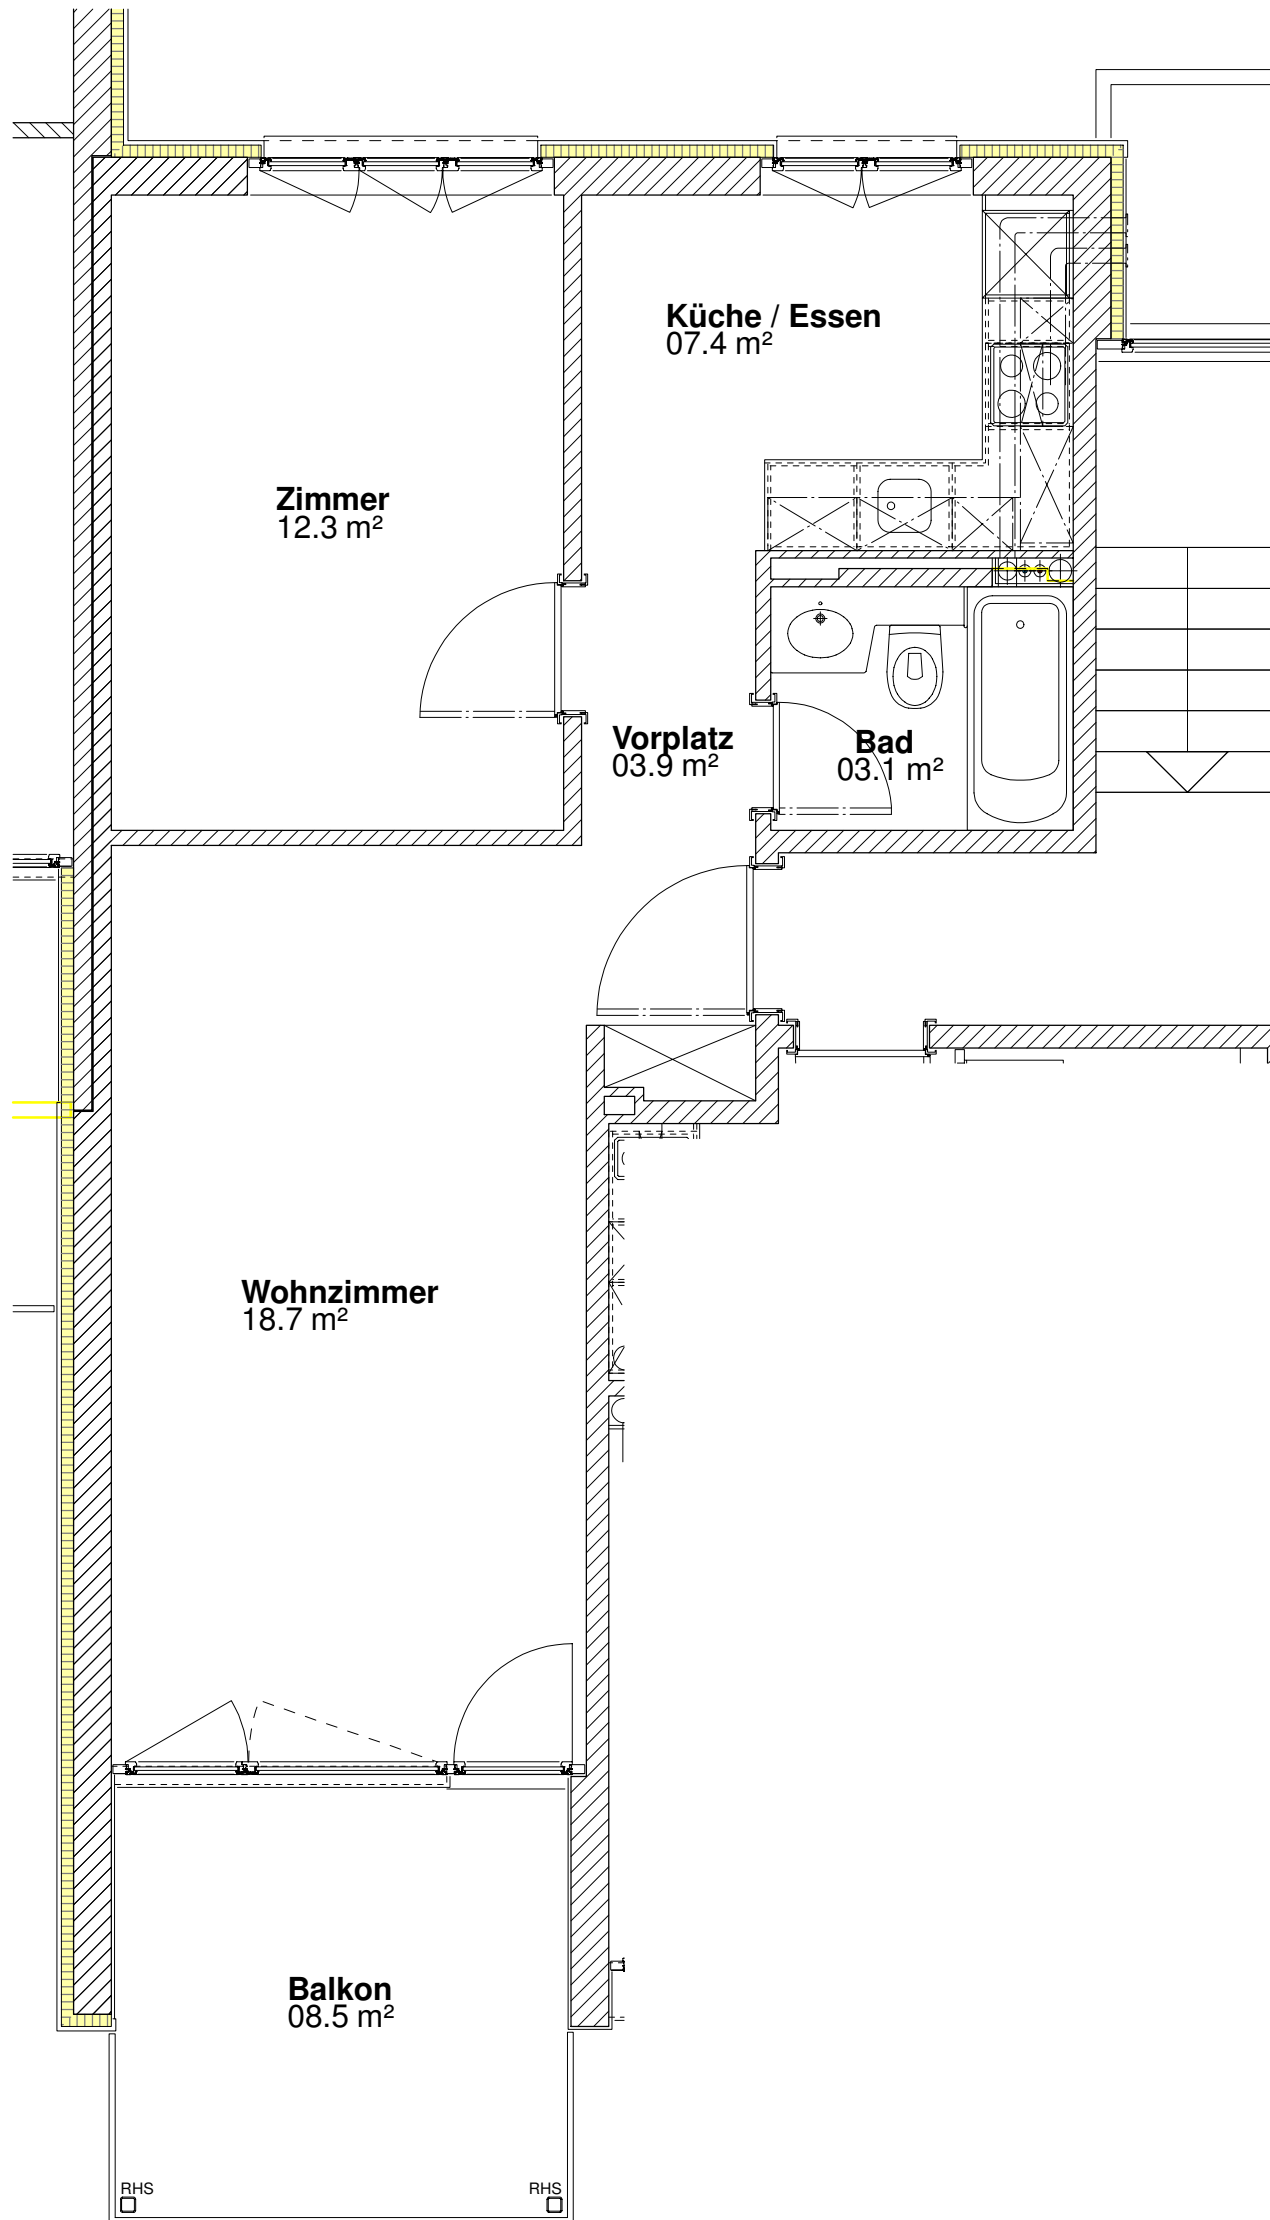 Küche / Essen
07.4 m²
Zimmer
12.3 m²
Vorplatz
03.9 m²
Bad
03.1 m²
Wohnzimmer
18.7 m²
Balkon
08.5 m²
RHS
RHS